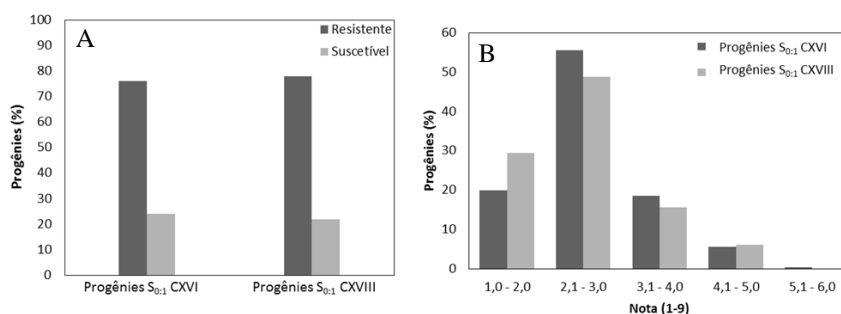 A
Resistente
Suscetível
Progênies (%)
100
90
80
70
60
50
40
30
20
10
0
Progênies S0:1 CXVI
Progênies S0:1 CXVIII
B
Progênies S0:1 CXVI
Progênies S0:1 CXVIII
Progênies (%)
60
50
40
30
20
10
0
1,0 - 2,0
2,1 - 3,0
3,1 - 4,0
4,1 - 5,0
5,1 - 6,0
Nota (1-9)